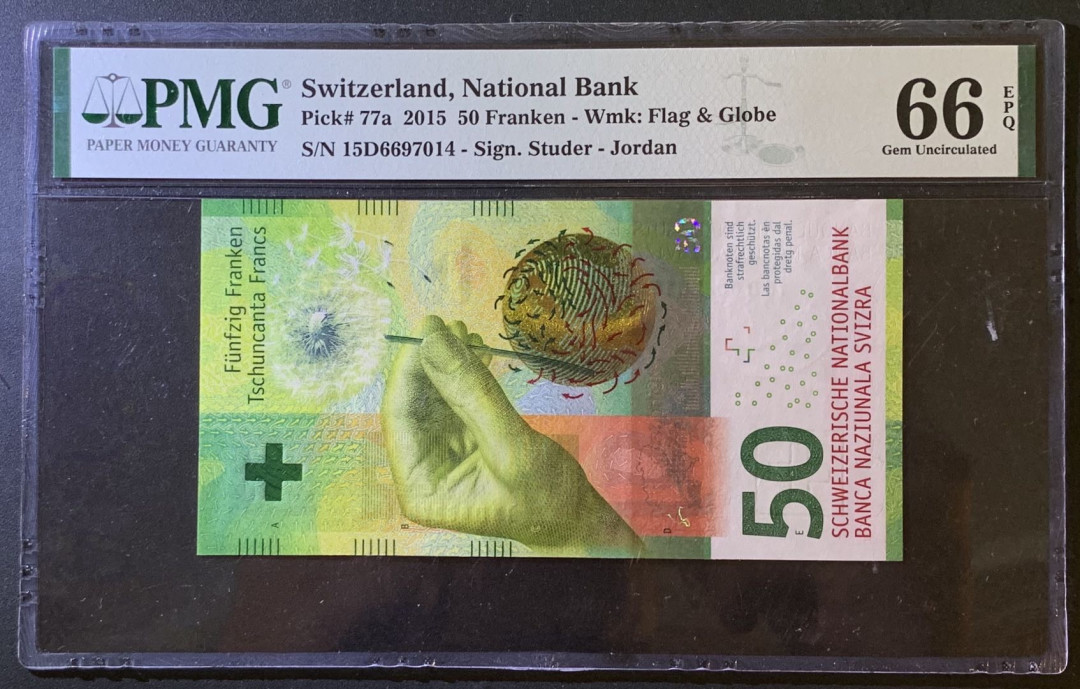 PMG®
PAPER MONEY GUARANTY
Switzerland, National Bank
Pick# 77a 2015 50 Franken - Wmk: Flag & Globe
S/N 15D6697014 - Sign. Studer - Jordan
66
EPQ
Gem Uncirculated
Fünfzig Franken
Tschuncanta Francs
50
Banknoten sind
strafrechtlich
geschützt.
Las bancnotas èn
protegidas dal
dretg penal.
50
SCHWEIZERISCHE NATIONALBANK
BANCA NAZIUNALA SVIZRA
A
B
D
E